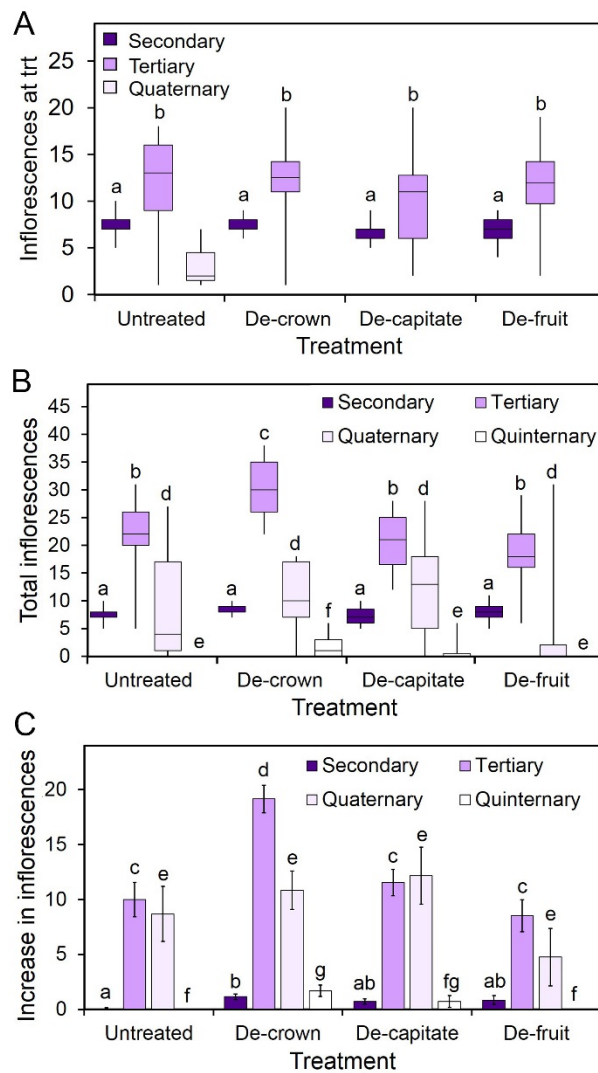 A
Secondary
Tertiary
Quaternary
Inflorescences at trt
25
20
15
10
5
0
a b
a b
a b
a b
Untreated De-crown De-capitate De-fruit
Treatment
B
Secondary Tertiary
Quaternary Quinternary
Total inflorescences
45
40
35
30
25
20
15
10
5
0
a b d e
a c d f
a b d e
a b d e
Untreated De-crown De-capitate De-fruit
Treatment
C
Secondary Tertiary
Quaternary Quinternary
Increase in inflorescences
20
15
10
5
0
a c e f
b d e g
ab c e fg
ab c e f
Untreated De-crown De-capitate De-fruit
Treatment